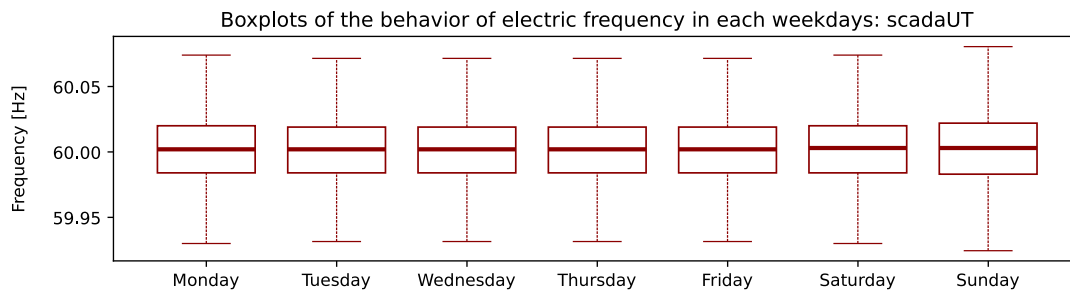 Boxplots of the behavior of electric frequency in each weekdays: scadaUT
Frequency [Hz]
60.05
60.00
59.95
Monday Tuesday Wednesday Thursday Friday Saturday Sunday